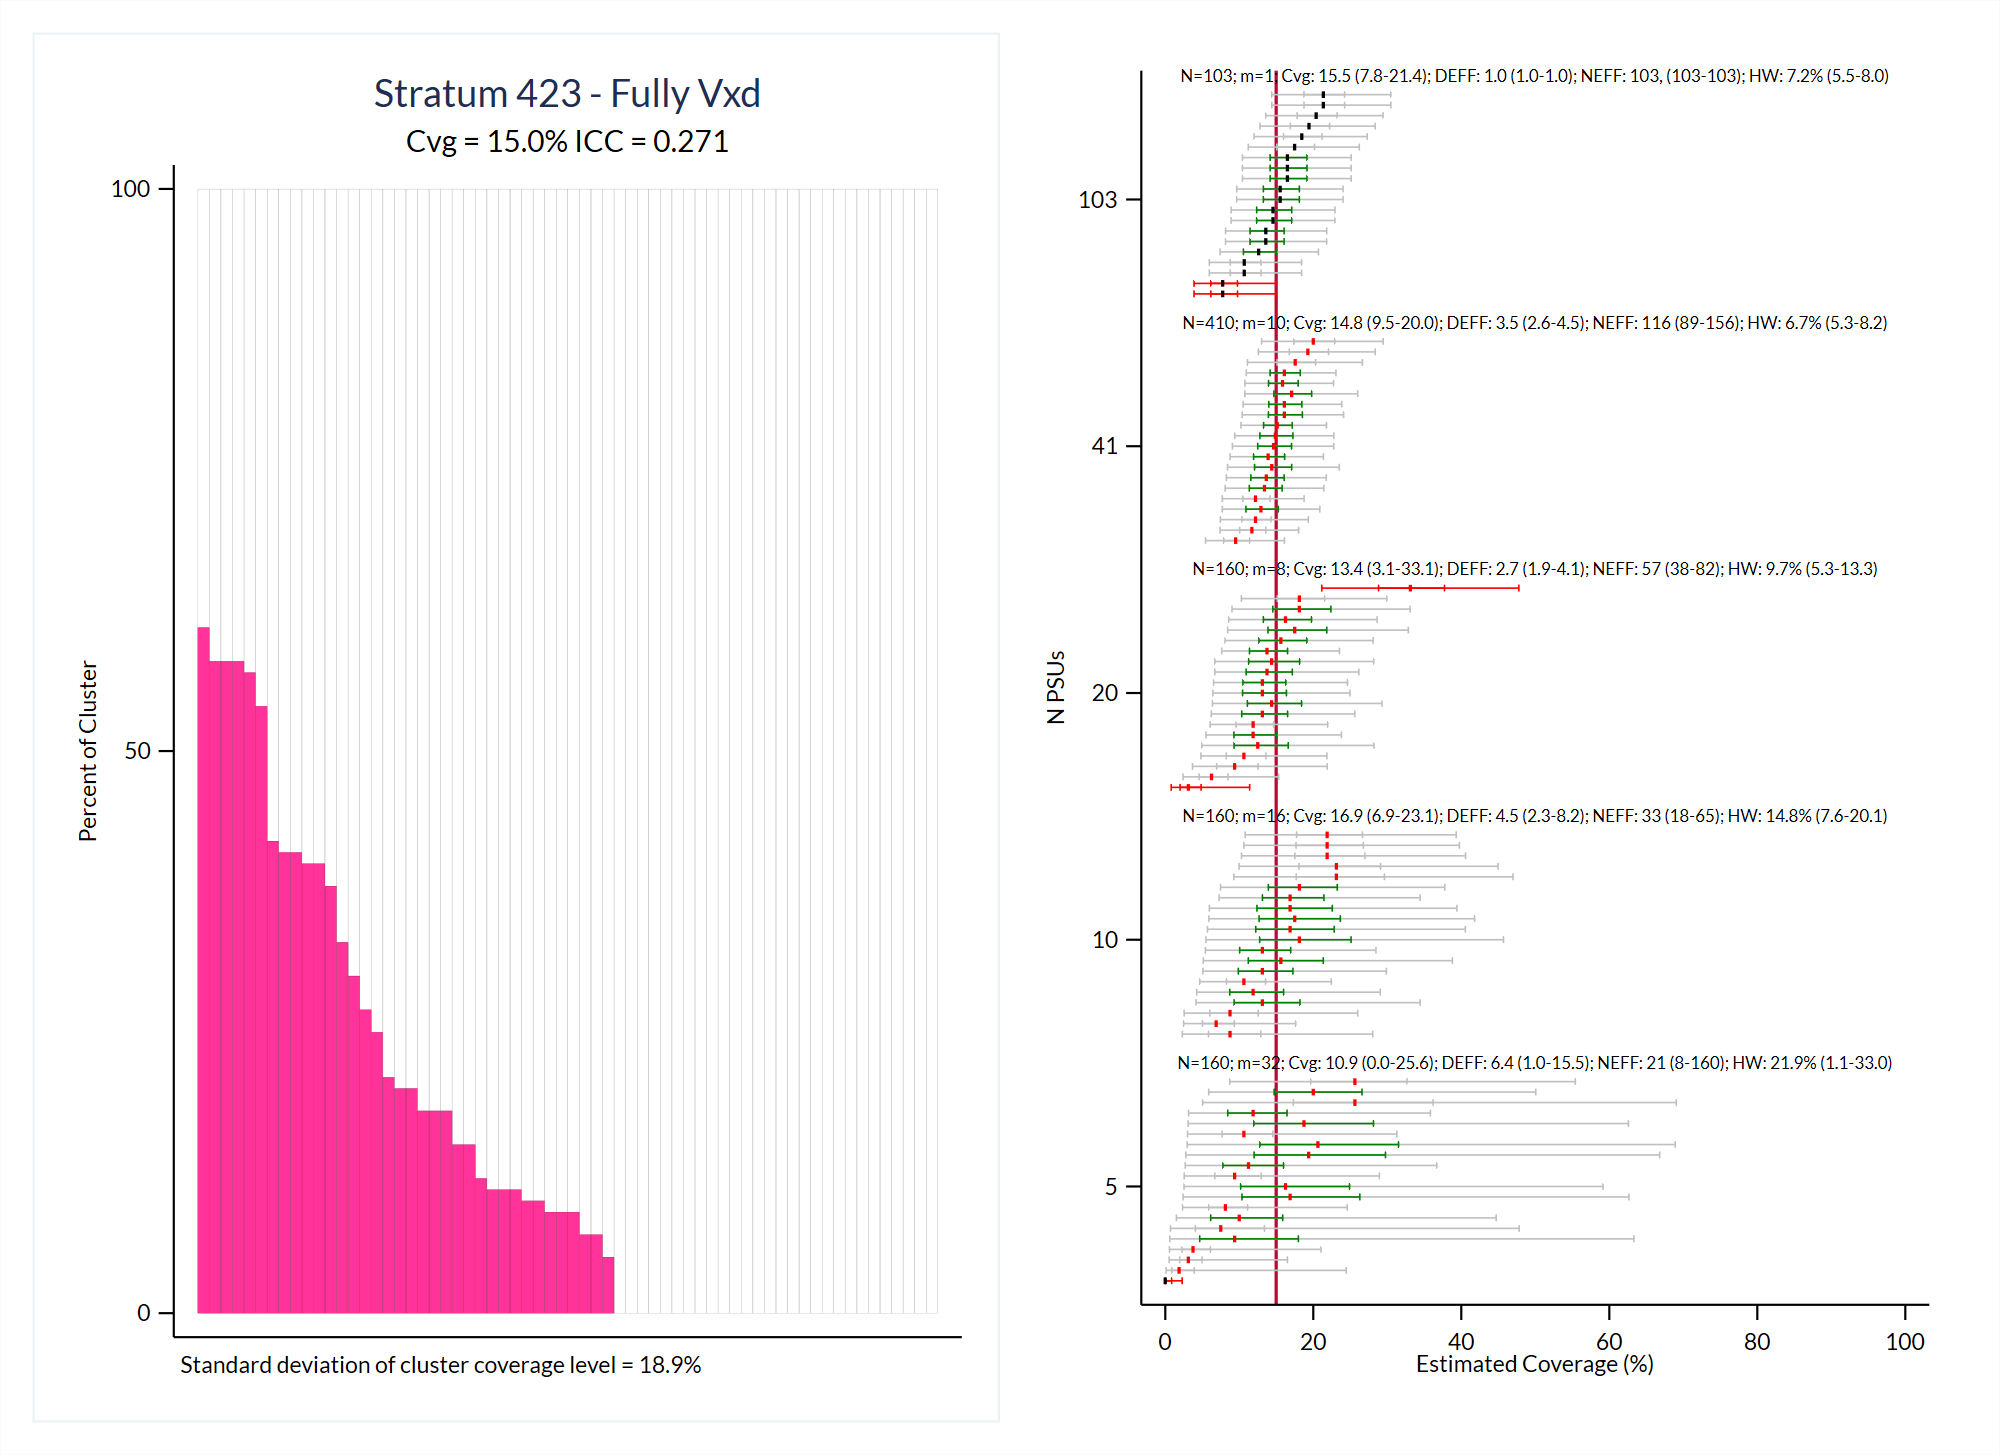 Stratum 423 - Fully Vxd
Cvg = 15.0% ICC = 0.271
100
50
0
Percent of Cluster
Standard deviation of cluster coverage level = 18.9%
N=103; m=1; Cvg: 15.5 (7.8-21.4); DEFF: 1.0 (1.0-1.0); NEFF: 103, (103-103); HW: 7.2% (5.5-8.0)
103
N=410; m=10; Cvg: 14.8 (9.5-20.0); DEFF: 3.5 (2.6-4.5); NEFF: 116 (89-156); HW: 6.7% (5.3-8.2)
41
N=160; m=8; Cvg: 13.4 (3.1-33.1); DEFF: 2.7 (1.9-4.1); NEFF: 57 (38-82); HW: 9.7% (5.3-13.3)
20
N PSUs
N=160; m=16; Cvg: 16.9 (6.9-23.1); DEFF: 4.5 (2.3-8.2); NEFF: 33 (18-65); HW: 14.8% (7.6-20.1)
10
N=160; m=32; Cvg: 10.9 (0.0-25.6); DEFF: 6.4 (1.0-15.5); NEFF: 21 (8-160); HW: 21.9% (1.1-33.0)
5
0 20 40 60 80 100
Estimated Coverage (%)